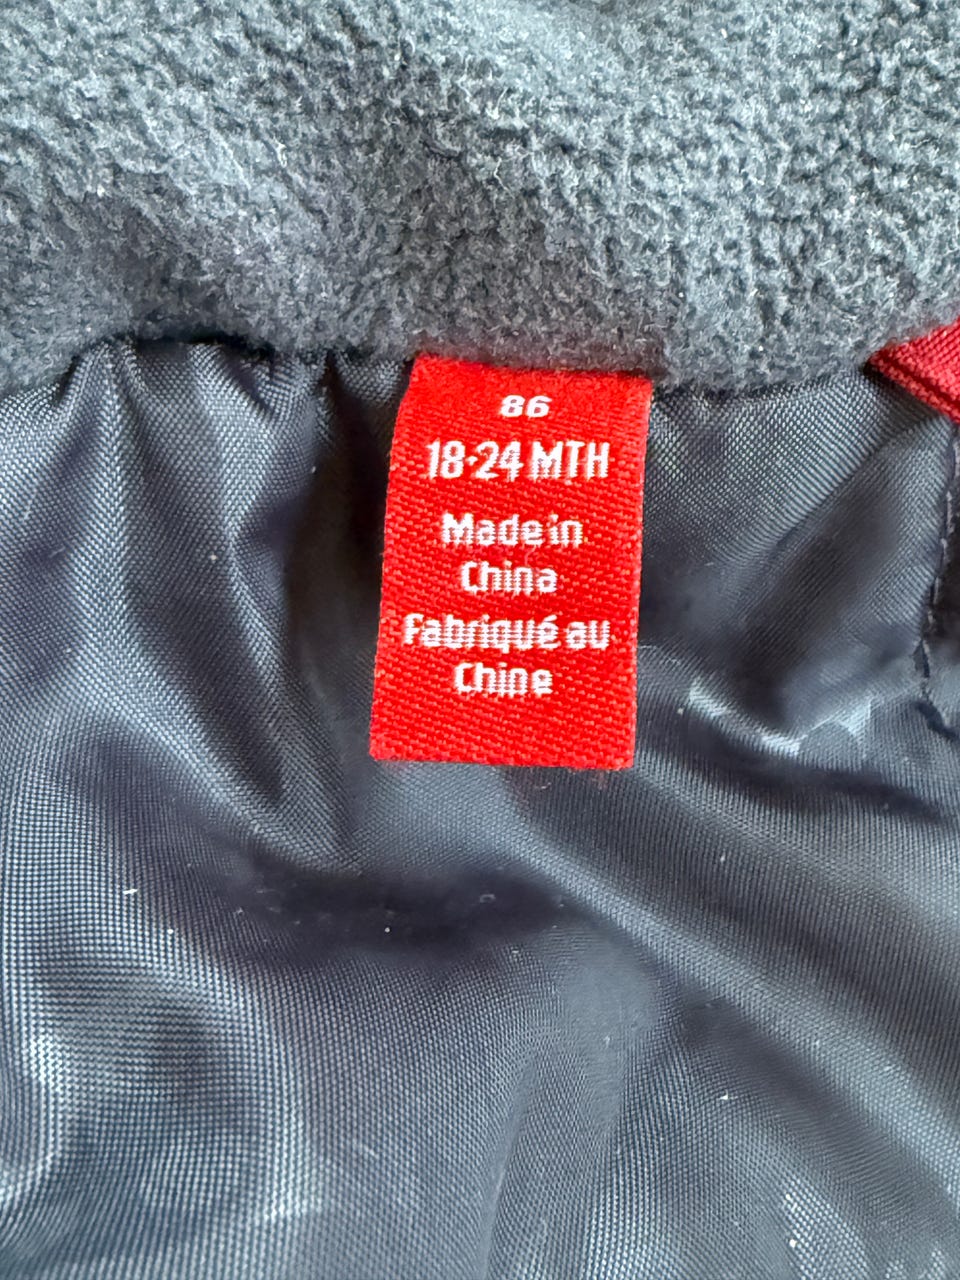 86
18-24 MTH
Made in
China
Fabriqué au
Chine